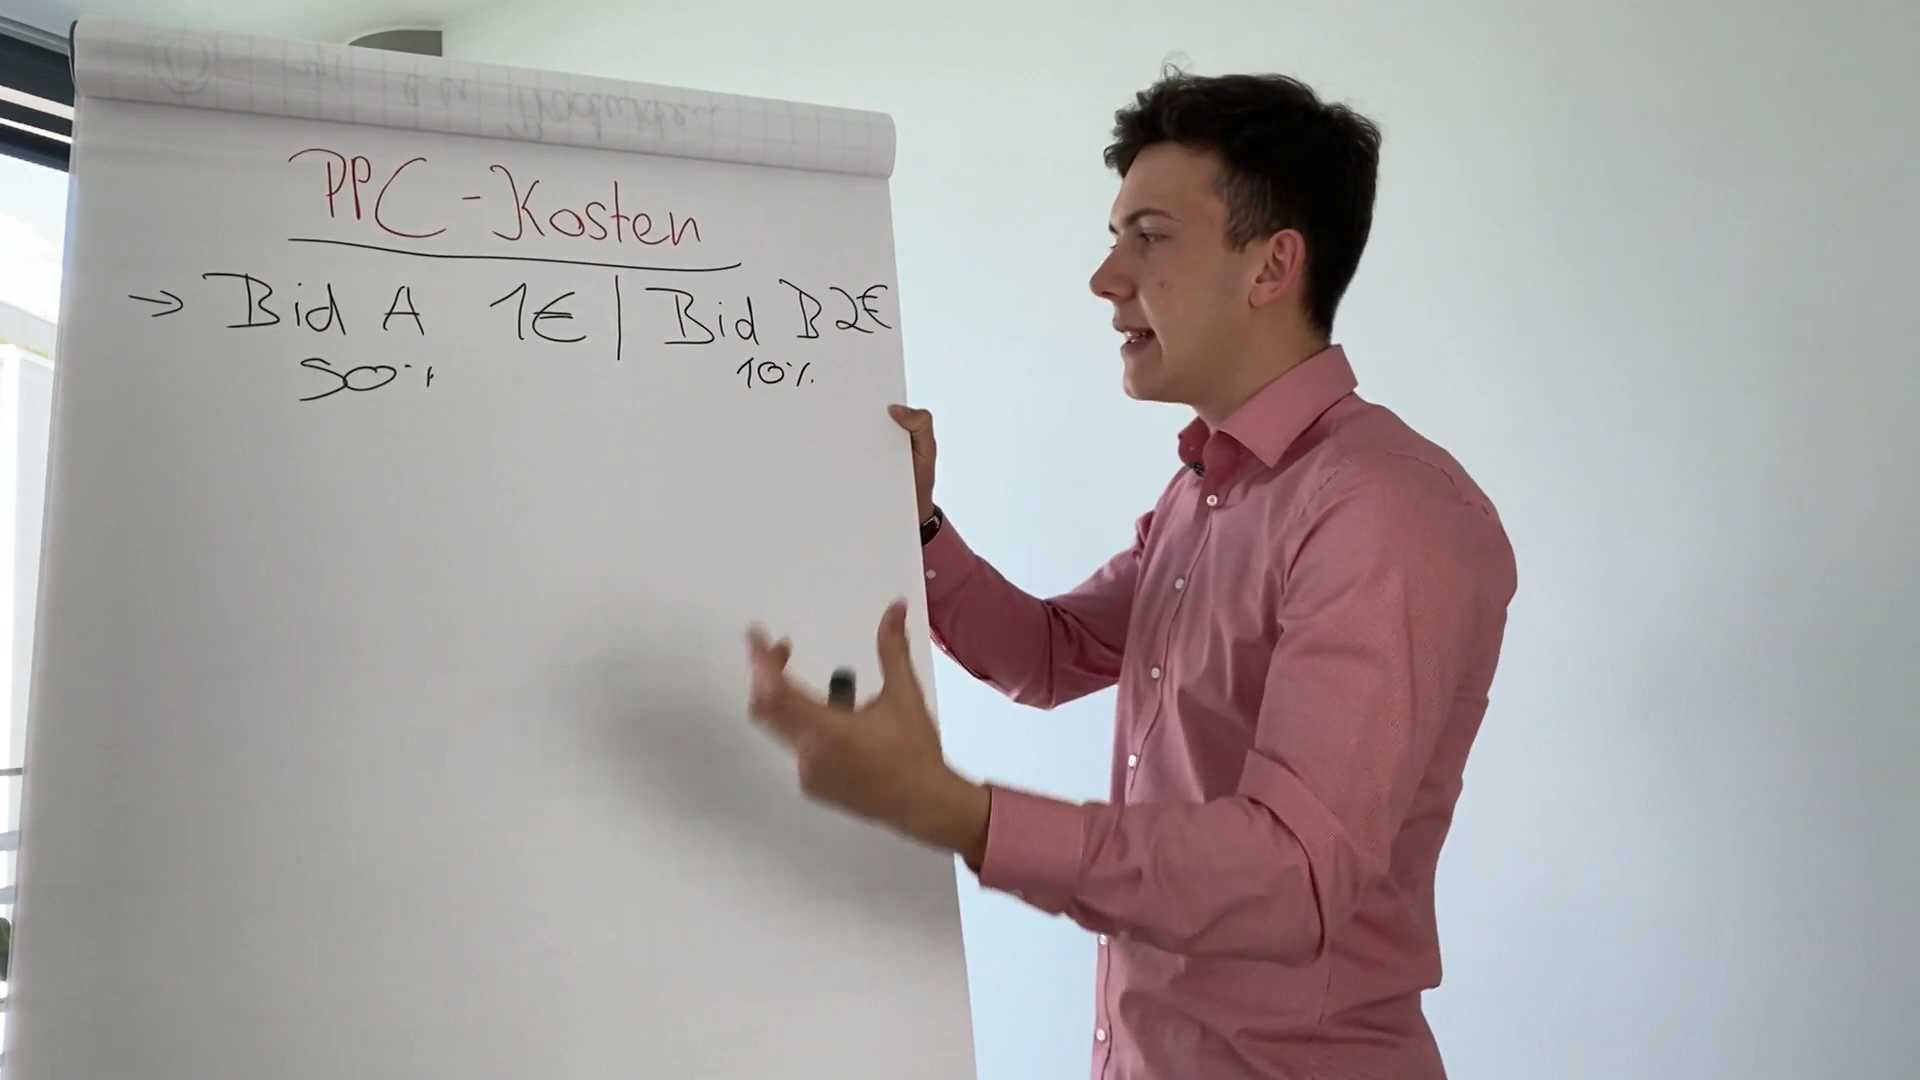 PPC-Kosten
→ Bid A 1€ | Bid B 2€
50% 10%